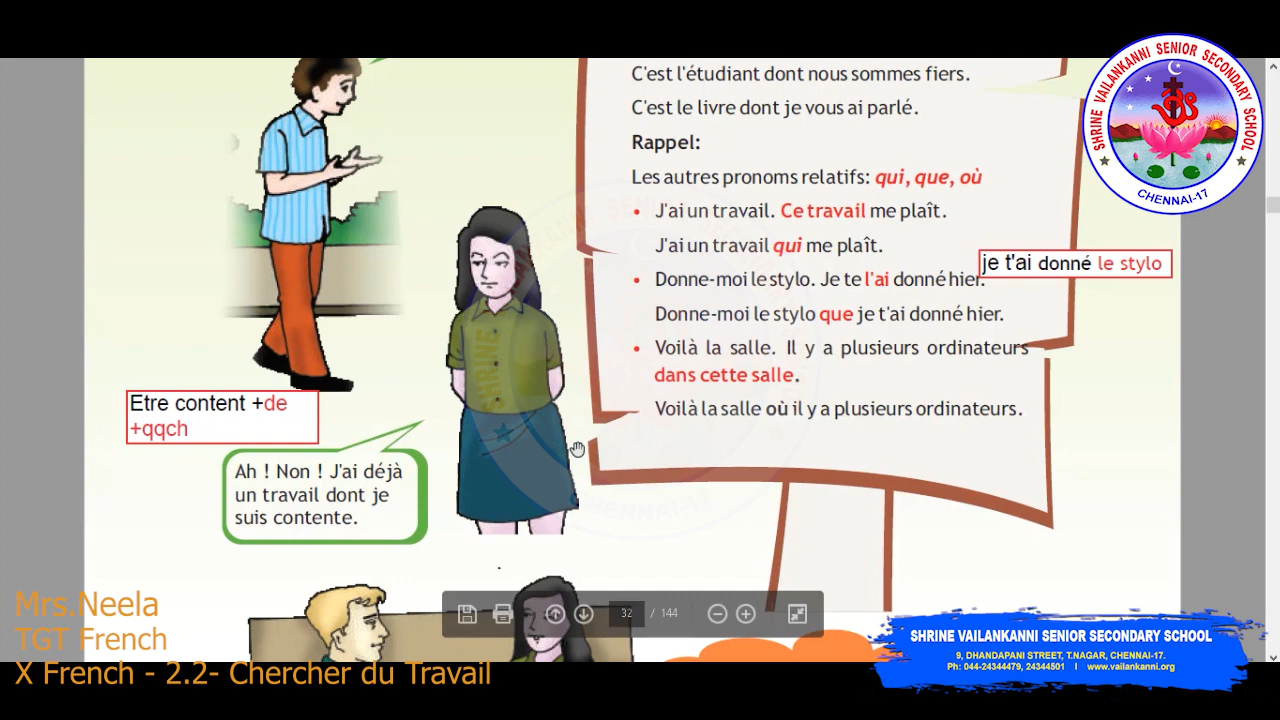 C'est l'étudiant dont nous sommes fiers.
C'est le livre dont je vous ai parlé.
Rappel:
Les autres pronoms relatifs: qui, que, où
• J'ai un travail. Ce travail me plaît.
J'ai un travail qui me plaît.
• Donne-moi le stylo. Je te l'ai donné hier.
je t'ai donné le stylo
Donne-moi le stylo que je t'ai donné hier.
• Voilà la salle. Il y a plusieurs ordinateurs
dans cette salle.
Voilà la salle où il y a plusieurs ordinateurs.
Etre content +de
+qqch
Ah ! Non ! J'ai déjà
un travail dont je
suis contente.
32 / 144
Mrs.Neela
TGT French
X French - 2.2- Chercher du Travail
SHRINE VAILANKANNI SENIOR SECONDARY SCHOOL
CHENNAI-17
SHRINE VAILANKANNI SENIOR SECONDARY SCHOOL
9, DHANDAPANI STREET, T.NAGAR, CHENNAI-17.
Ph: 044-24344479, 24344501 I www.vailankanni.org